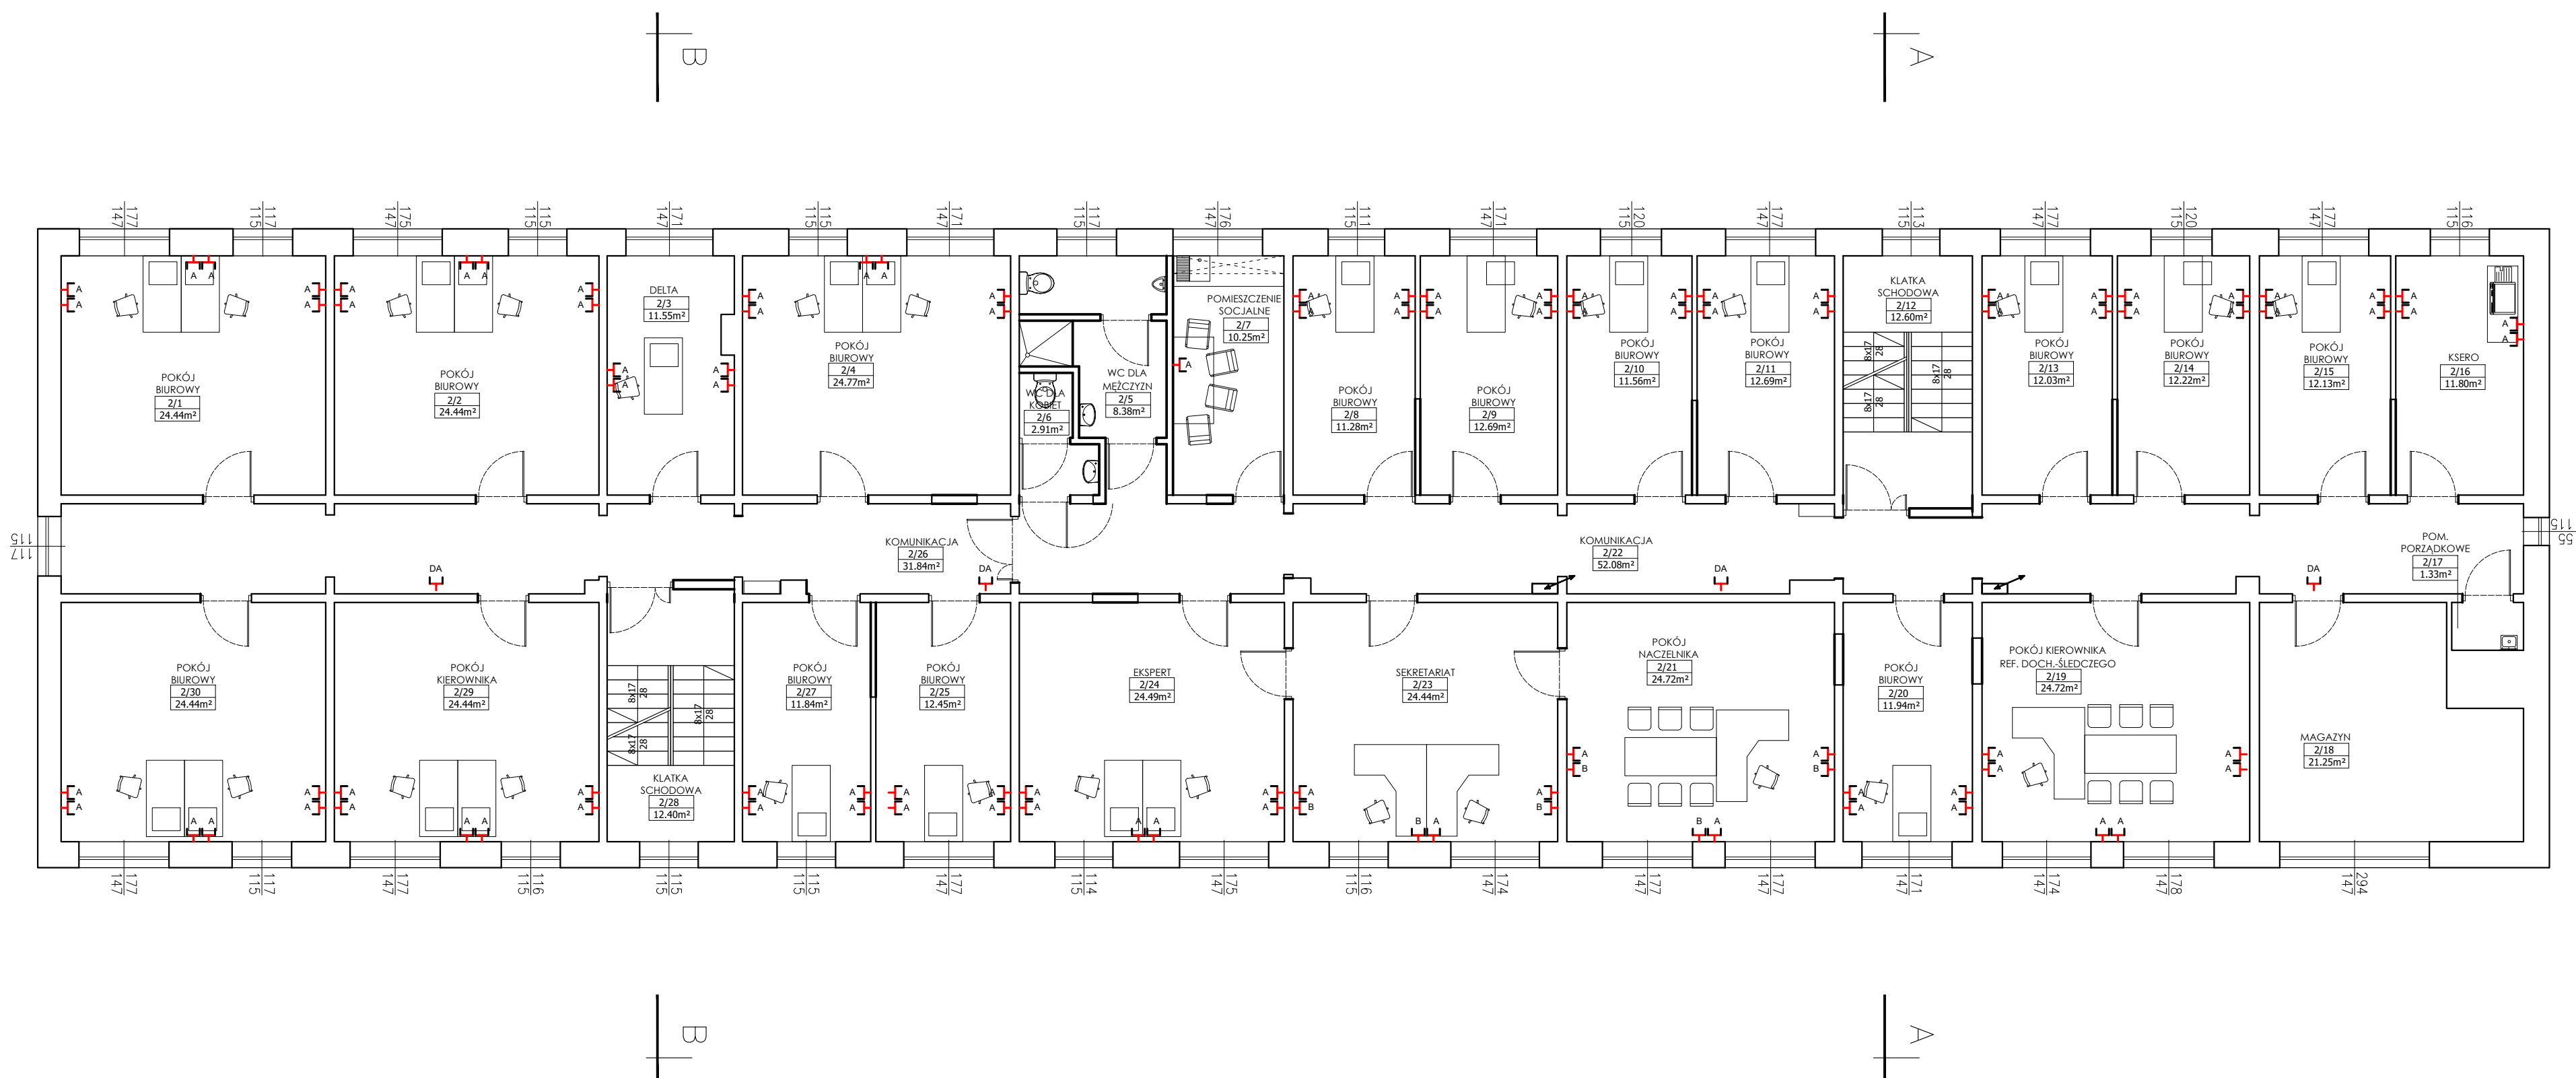 B
A
147 177
115 117
147 175
115 115
147 171
115 115
147 171
115 117
147 176
115 111
147 171
115 120
147 177
115 113
147 177
115 120
147 177
115 116
POKÓJ
BIUROWY
2/1
24.44m²
A A
A
A
A
A
POKÓJ
BIUROWY
2/2
24.44m²
A A
A
A
A
A
DELTA
2/3
11.55m²
A
A
A
A
POKÓJ
BIUROWY
2/4
24.77m²
A A
A
A
A
A
WC DLA
MĘŻCZYZN
2/5
8.38m²
WC DLA
KOBIET
2/6
2.91m²
POMIESZCZENIE
SOCJALNE
2/7
10.25m²
A
POKÓJ
BIUROWY
2/8
11.28m²
A
A
A
A
POKÓJ
BIUROWY
2/9
12.69m²
A
A
A
A
POKÓJ
BIUROWY
2/10
11.56m²
A
A
A
A
POKÓJ
BIUROWY
2/11
12.69m²
A
A
A
A
KLATKA
SCHODOWA
2/12
12.60m²
8x17
28
8x17
28
8x17
28
POKÓJ
BIUROWY
2/13
12.03m²
A
A
A
A
POKÓJ
BIUROWY
2/14
12.22m²
A
A
A
A
POKÓJ
BIUROWY
2/15
12.13m²
A
A
A
A
KSERO
2/16
11.80m²
A
A
A
A
115
117
KOMUNIKACJA
2/26
31.84m²
DA
DA
KOMUNIKACJA
2/22
52.08m²
DA
DA
POM.
PORZĄDKOWE
2/17
1.33m²
115
55
POKÓJ
BIUROWY
2/30
24.44m²
A
A
A
A
A A
POKÓJ
KIEROWNIKA
2/29
24.44m²
A
A
A
A
A A
8x17
28
8x17
28
8x17
28
KLATKA
SCHODOWA
2/28
12.40m²
POKÓJ
BIUROWY
2/27
11.84m²
A
A
A
A
POKÓJ
BIUROWY
2/25
12.45m²
A
A
A
A
EKSPERT
2/24
24.49m²
A
A
A
A
A A
SEKRETARIAT
2/23
24.44m²
A
B
A
B
B A
POKÓJ
NACZELNIKA
2/21
24.72m²
A
B
A
B
B A
POKÓJ
BIUROWY
2/20
11.94m²
A
A
A
A
POKÓJ KIEROWNIKA
REF. DOCH.-ŚLEDCZEGO
2/19
24.72m²
A
A
A
A
A A
MAGAZYN
2/18
21.25m²
147 177
115 117
147 177
115 116
115 115
115 115
147 177
115 114
147 175
115 116
147 174
147 177
147 177
147 171
147 174
147 178
147 294
B
A